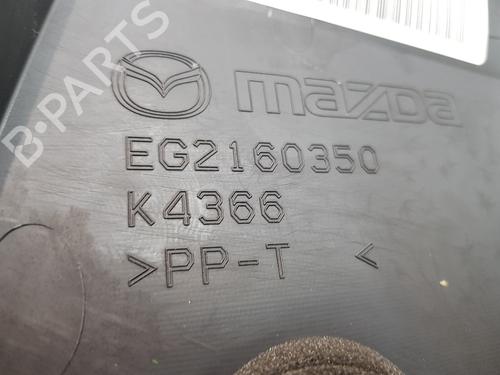 B·PARTS
mazda
EG2160350
K4366
>PP-T <